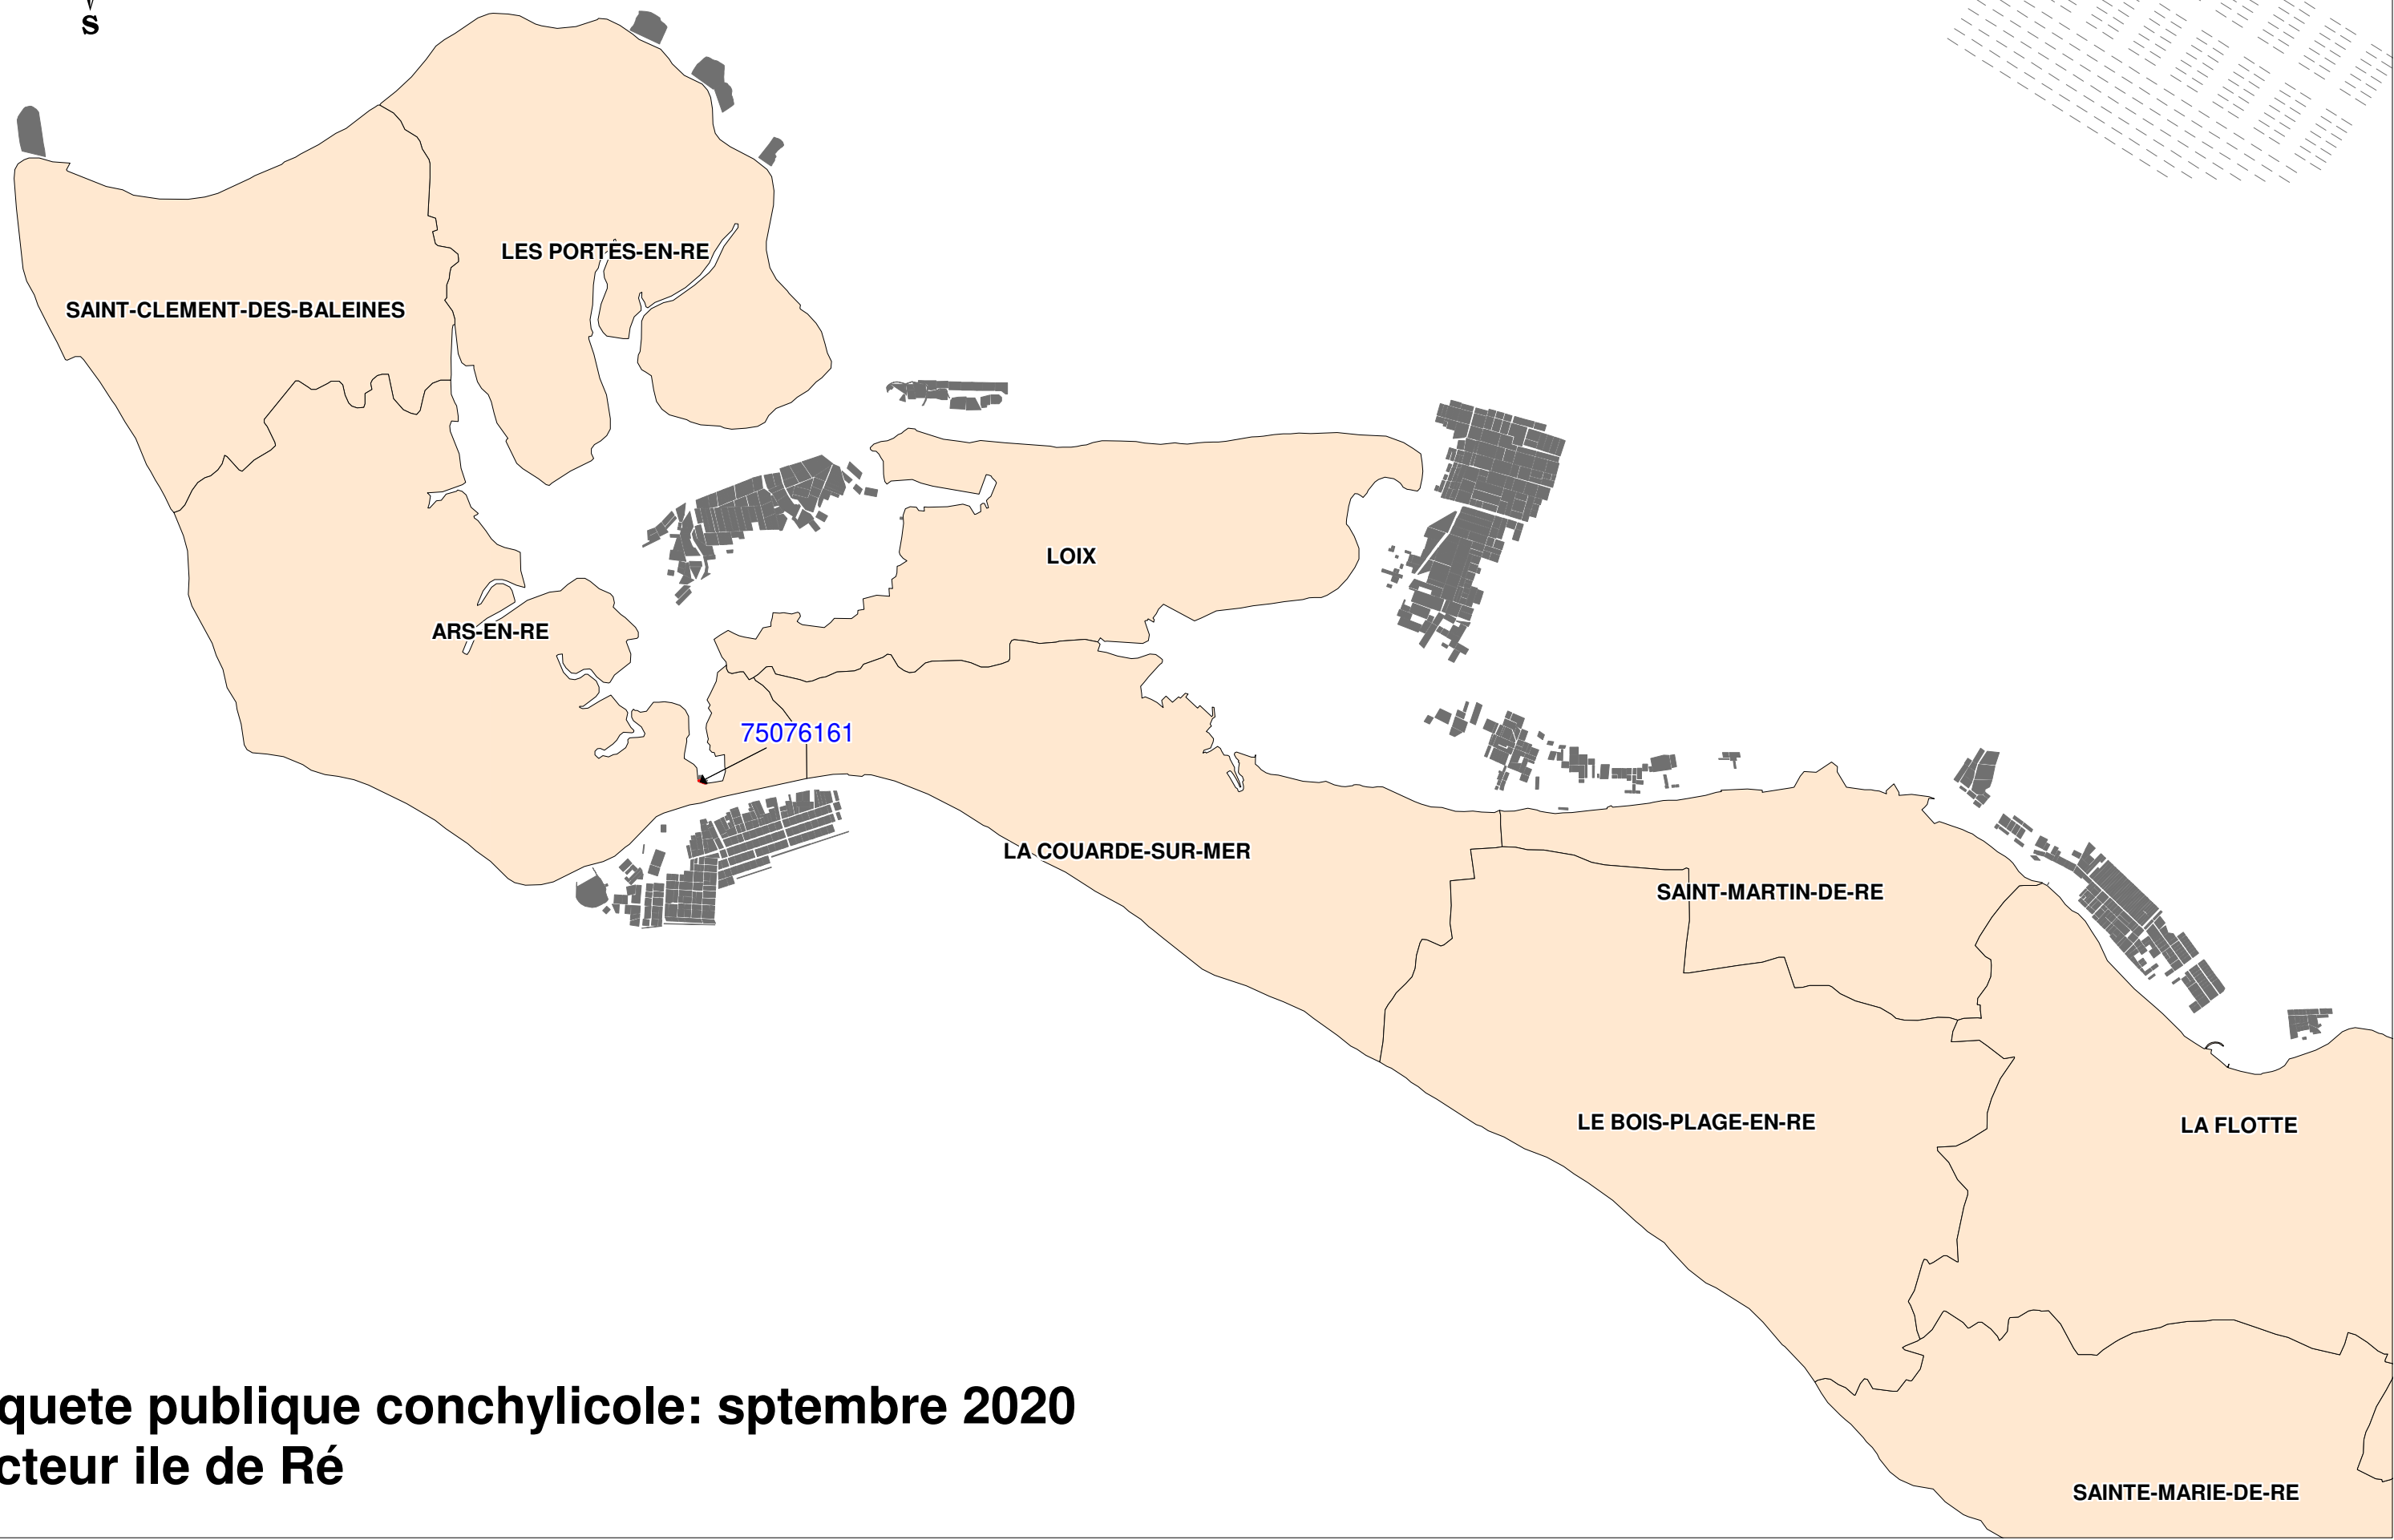 S
LES PORTES-EN-RE
SAINT-CLEMENT-DES-BALEINES
LOIX
ARS-EN-RE
75076161
LA COUARDE-SUR-MER
SAINT-MARTIN-DE-RE
LE BOIS-PLAGE-EN-RE
LA FLOTTE
quete publique conchylicole: sptembre 2020
cteur ile de Ré
SAINTE-MARIE-DE-RE